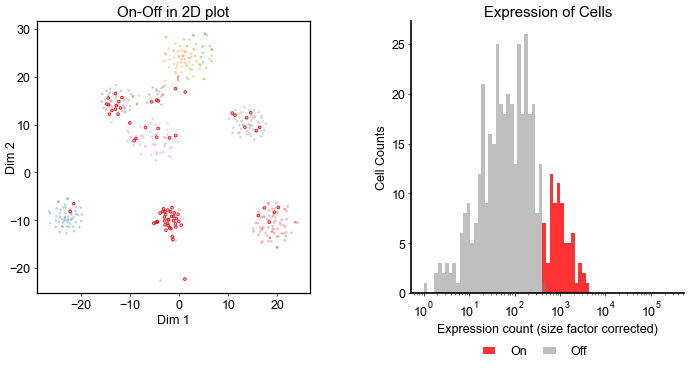 On-Off in 2D plot
30
20
10
0
−10
−20
−20
−10
0
10
20
Dim 2
Dim 1
Expression of Cells
25
20
15
10
5
0
10^0
10^1
10^2
10^3
10^4
10^5
Cell Counts
Expression count (size factor corrected)
On
Off